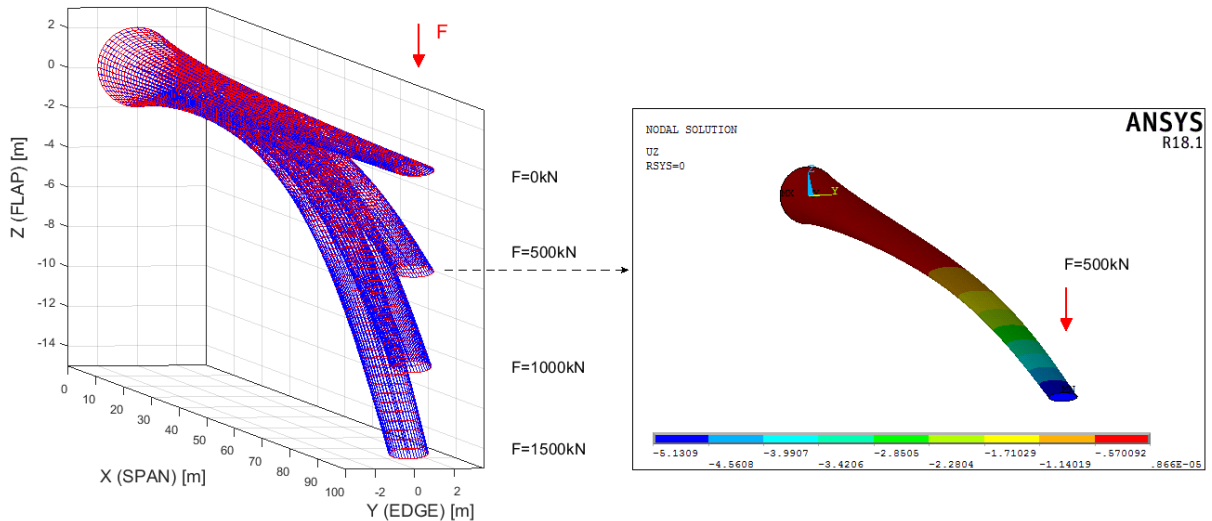 F
2
0
-2
-4
-6
-8
-10
-12
-14
Z (FLAP) [m]
0
10
20
30
40
50
60
70
80
90
100
X (SPAN) [m]
-2
0
2
Y (EDGE) [m]
F=0kN
F=500kN
F=1000kN
F=1500kN
NODAL SOLUTION
UZ
RSYS=0
ANSYS
R18.1
Z
Y
F=500kN
-5.1309
-4.5608
-3.9907
-3.4206
-2.8505
-2.2804
-1.71029
-1.14019
-.570092
.866E-05